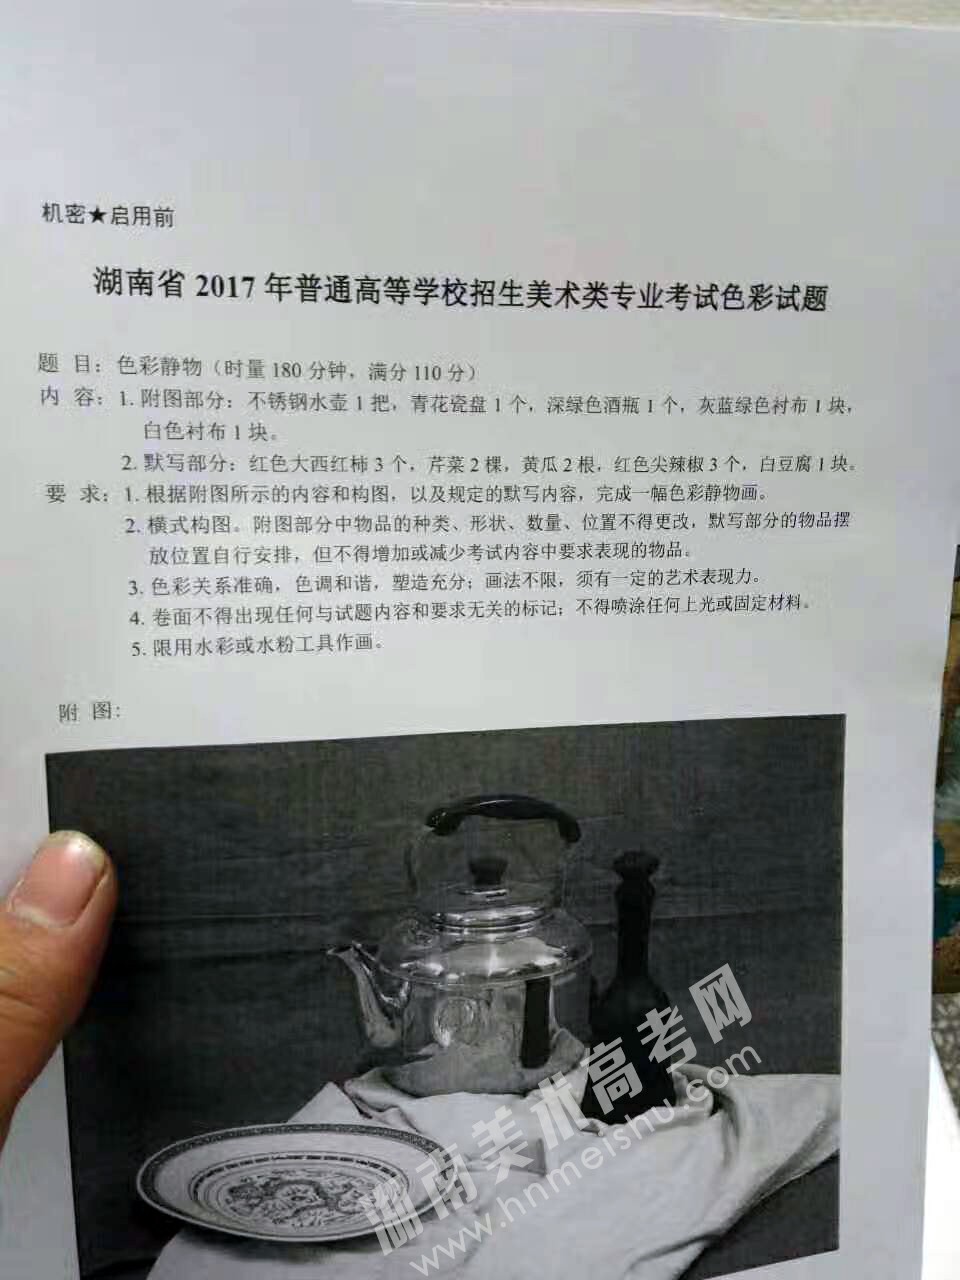 机密★启用前
湖南省 2017 年普通高等学校招生美术类专业考试色彩试题
题 目：色彩静物（时量 180 分钟，满分 110 分）
内 容：1. 附图部分：不锈钢水壶 1 把，青花瓷盘 1 个，深绿色酒瓶 1 个，灰蓝绿色衬布 1 块，
白色衬布 1 块。
2. 默写部分：红色大西红柿 3 个，芹菜 2 棵，黄瓜 2 根，红色尖辣椒 3 个，白豆腐 1 块。
要 求：1. 根据附图所示的内容和构图，以及规定的默写内容，完成一幅色彩静物画。
2. 横式构图。附图部分中物品的种类、形状、数量、位置不得更改，默写部分的物品摆
放位置自行安排，但不得增加或减少考试内容中要求表现的物品。
3. 色彩关系准确，色调和谐，塑造充分；画法不限，须有一定的艺术表现力。
4. 卷面不得出现任何与试题内容和要求无关的标记；不得喷涂任何上光或固定材料。
5. 限用水彩或水粉工具作画。
附 图：
湖南美术高考网
www.hnmeishu.com